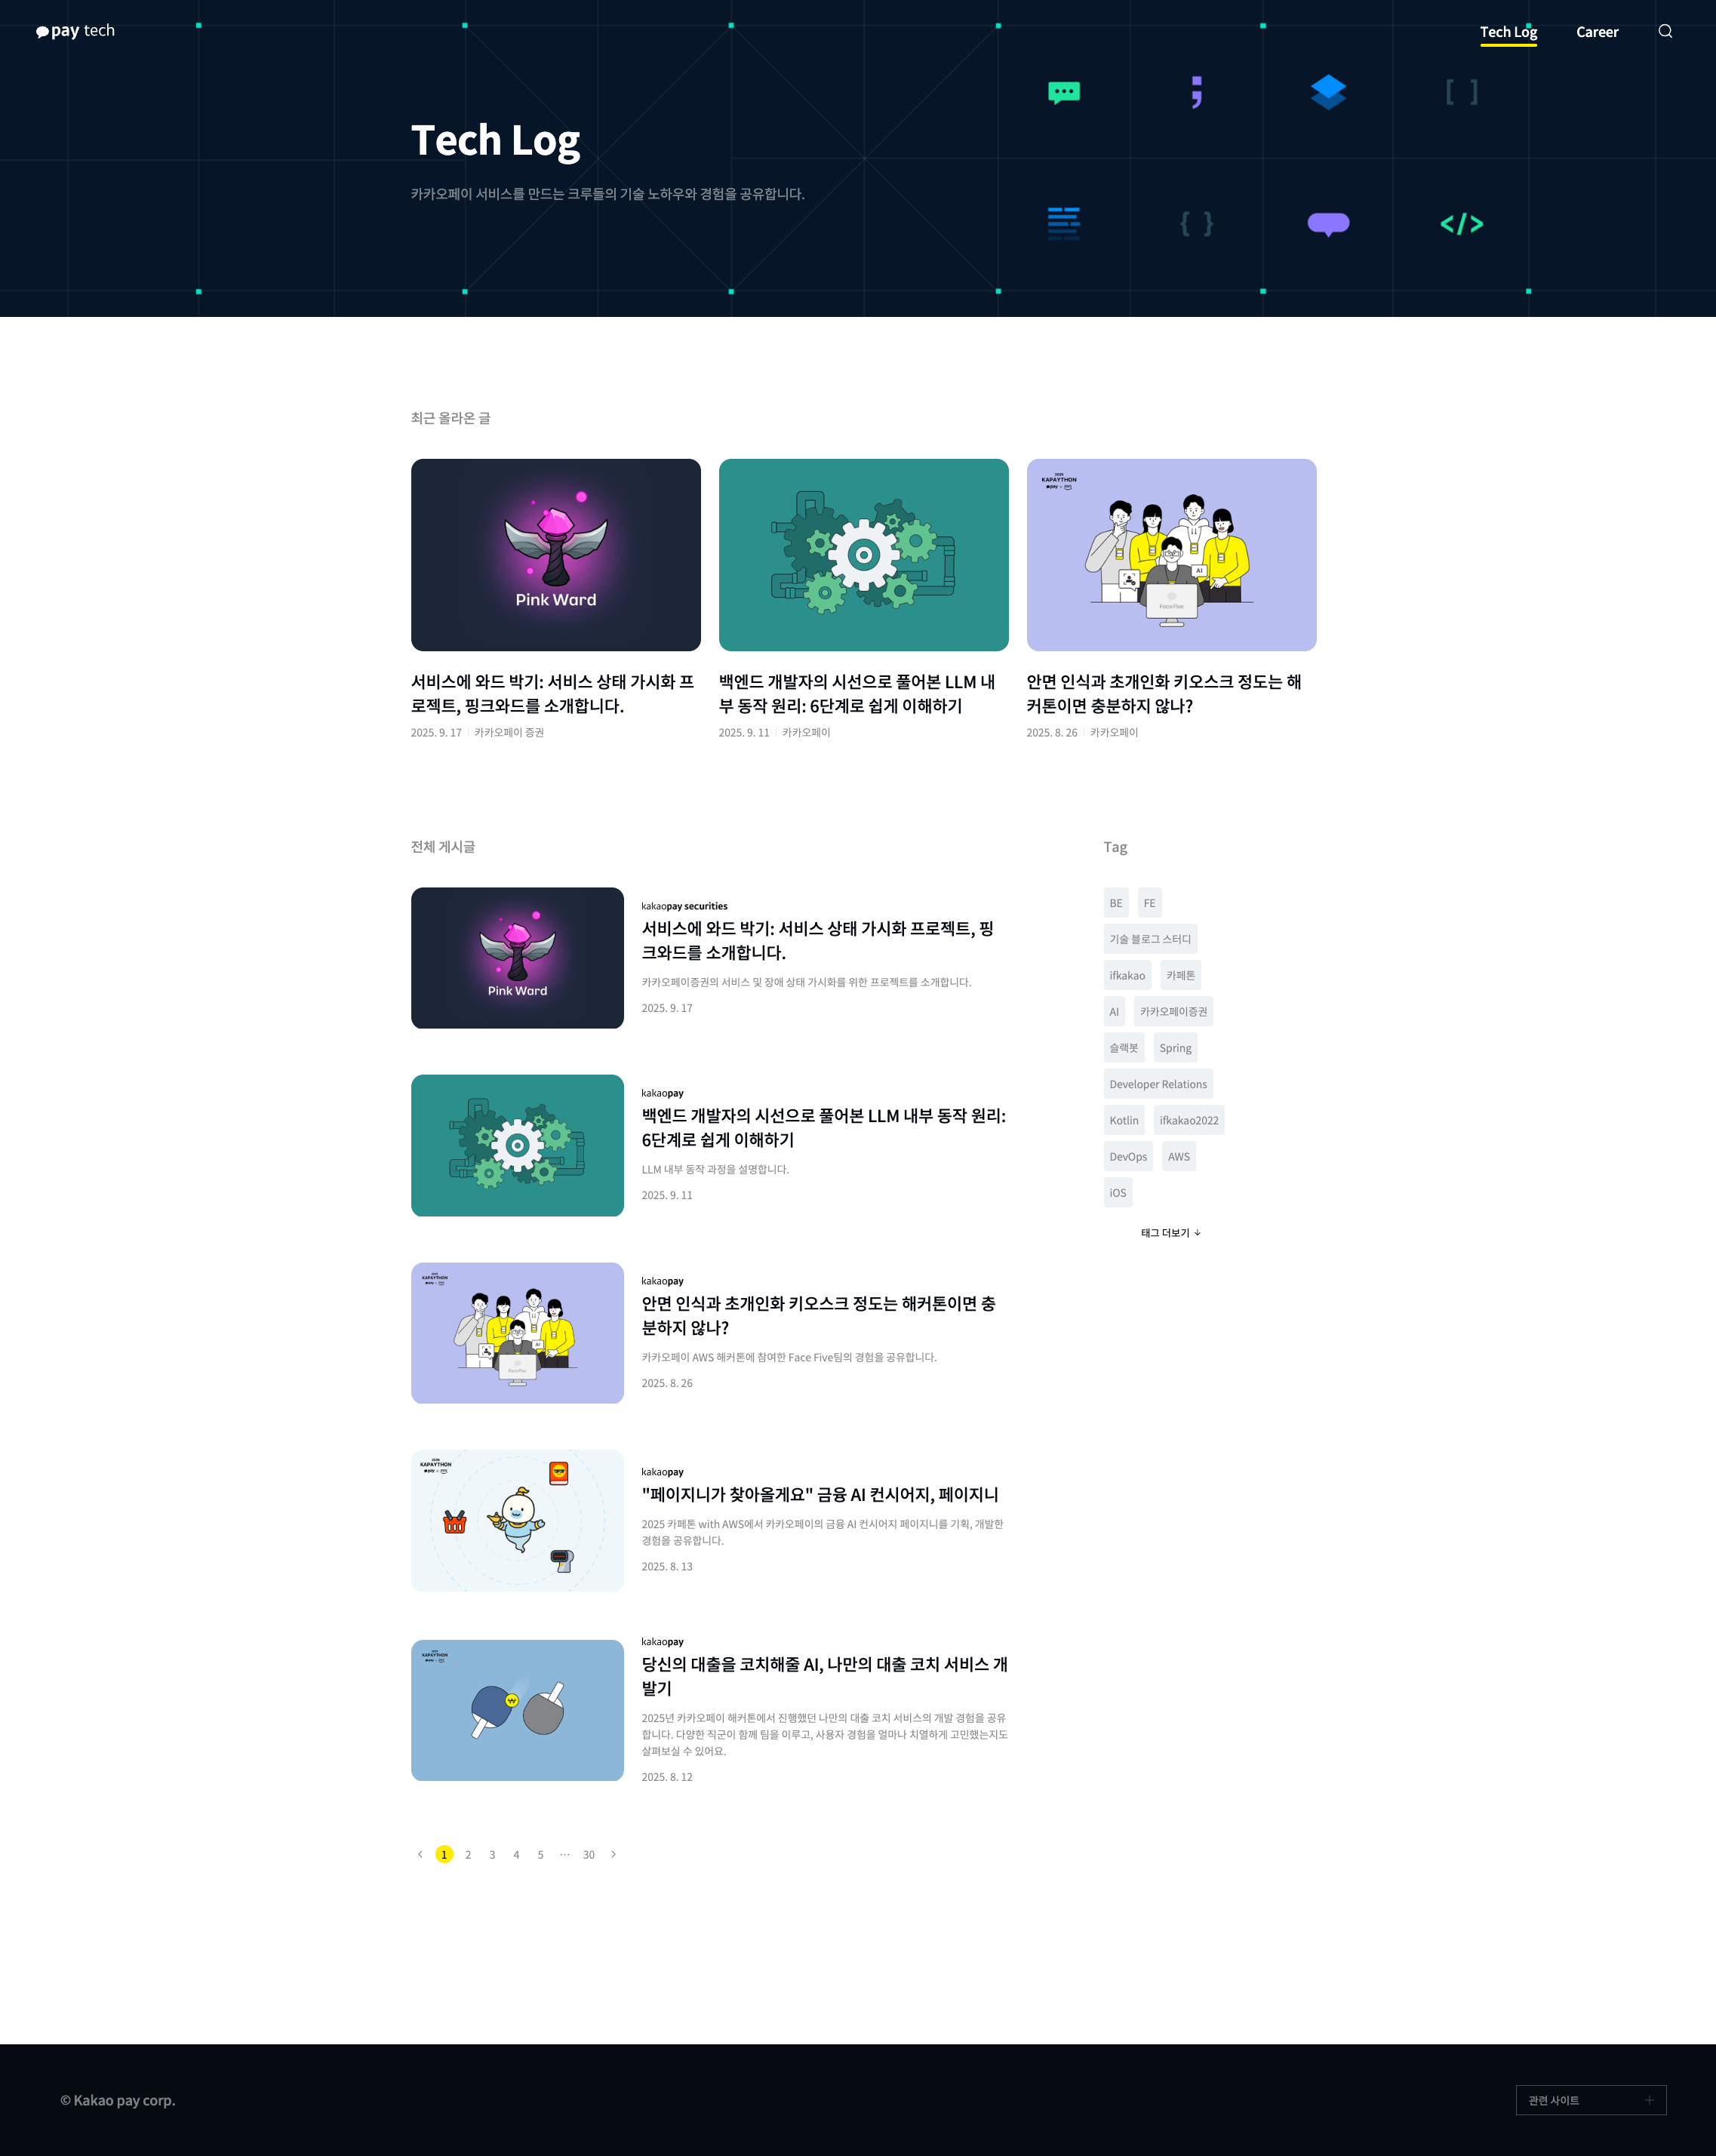 pay tech
Tech Log
Career
Tech Log
카카오페이 서비스를 만드는 크루들의 기술 노하우와 경험을 공유합니다.
최근 올라온 글
Pink Ward
서비스에 와드 박기: 서비스 상태 가시화 프
로젝트, 핑크와드를 소개합니다.
2025. 9. 17
카카오페이 증권
백엔드 개발자의 시선으로 풀어본 LLM 내
부 동작 원리: 6단계로 쉽게 이해하기
2025. 9. 11
카카오페이
2025
KAPAYTHON
pay × aws
AI
FaceFive
안면 인식과 초개인화 키오스크 정도는 해
커톤이면 충분하지 않나?
2025. 8. 26
카카오페이
전체 게시글
Pink Ward
kakaopay securities
서비스에 와드 박기: 서비스 상태 가시화 프로젝트, 핑
크와드를 소개합니다.
카카오페이증권의 서비스 및 장애 상태 가시화를 위한 프로젝트를 소개합니다.
2025. 9. 17
kakaopay
백엔드 개발자의 시선으로 풀어본 LLM 내부 동작 원리:
6단계로 쉽게 이해하기
LLM 내부 동작 과정을 설명합니다.
2025. 9. 11
KAPAYTHON
AI
kakaopay
안면 인식과 초개인화 키오스크 정도는 해커톤이면 충
분하지 않나?
카카오페이 AWS 해커톤에 참여한 Face Five팀의 경험을 공유합니다.
2025. 8. 26
KAPAYTHON
kakaopay
"페이지니가 찾아올게요" 금융 AI 컨시어지, 페이지니
2025 카페톤 with AWS에서 카카오페이의 금융 AI 컨시어지 페이지니를 기획, 개발한
경험을 공유합니다.
2025. 8. 13
KAPAYTHON
kakaopay
당신의 대출을 코치해줄 AI, 나만의 대출 코치 서비스 개
발기
2025년 카카오페이 해커톤에서 진행했던 나만의 대출 코치 서비스의 개발 경험을 공유
합니다. 다양한 직군이 함께 팀을 이루고, 사용자 경험을 얼마나 치열하게 고민했는지도
살펴보실 수 있어요.
2025. 8. 12
1 2 3 4 5 ··· 30
Tag
BE FE
기술 블로그 스터디
ifkakao 카페톤
AI 카카오페이증권
슬랙봇 Spring
Developer Relations
Kotlin ifkakao2022
DevOps AWS
iOS
태그 더보기
© Kakao pay corp.
관련 사이트